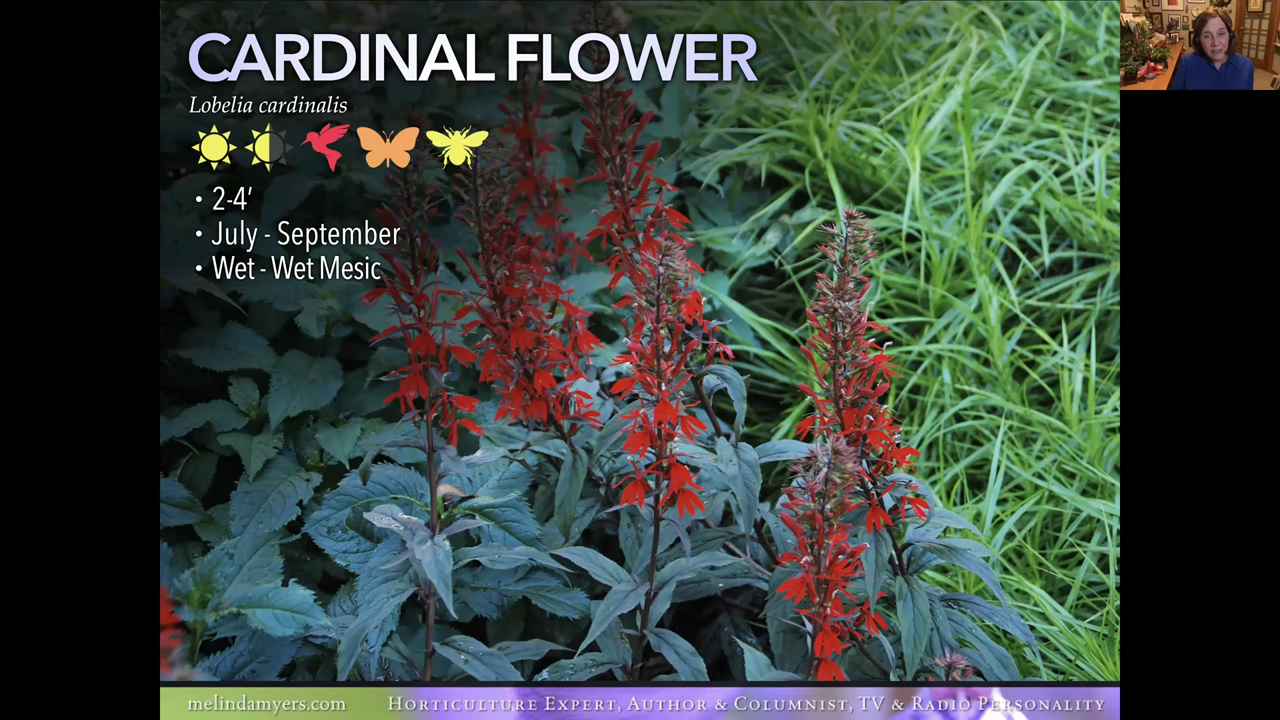 CARDINAL FLOWER
Lobelia cardinalis
• 2-4′
• July - September
• Wet - Wet Mesic
melindamyers.com Horticulture Expert, Author & Columnist, TV & Radio Personality